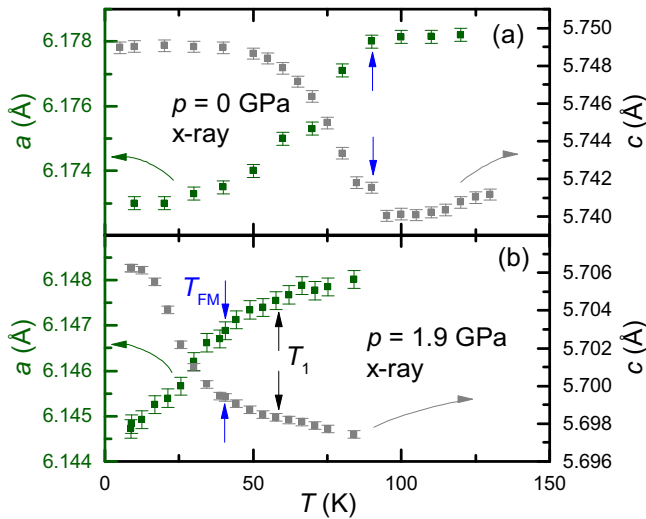 6.178
6.176
6.174
a (Å)
(a)
p = 0 GPa
x-ray
5.750
5.748
5.746
5.744
5.742
5.740
c (Å)
6.148
6.147
6.146
6.145
6.144
a (Å)
(b)
T_FM
T_1
p = 1.9 GPa
x-ray
5.706
5.704
5.702
5.700
5.698
5.696
c (Å)
0 50 100 150
T (K)